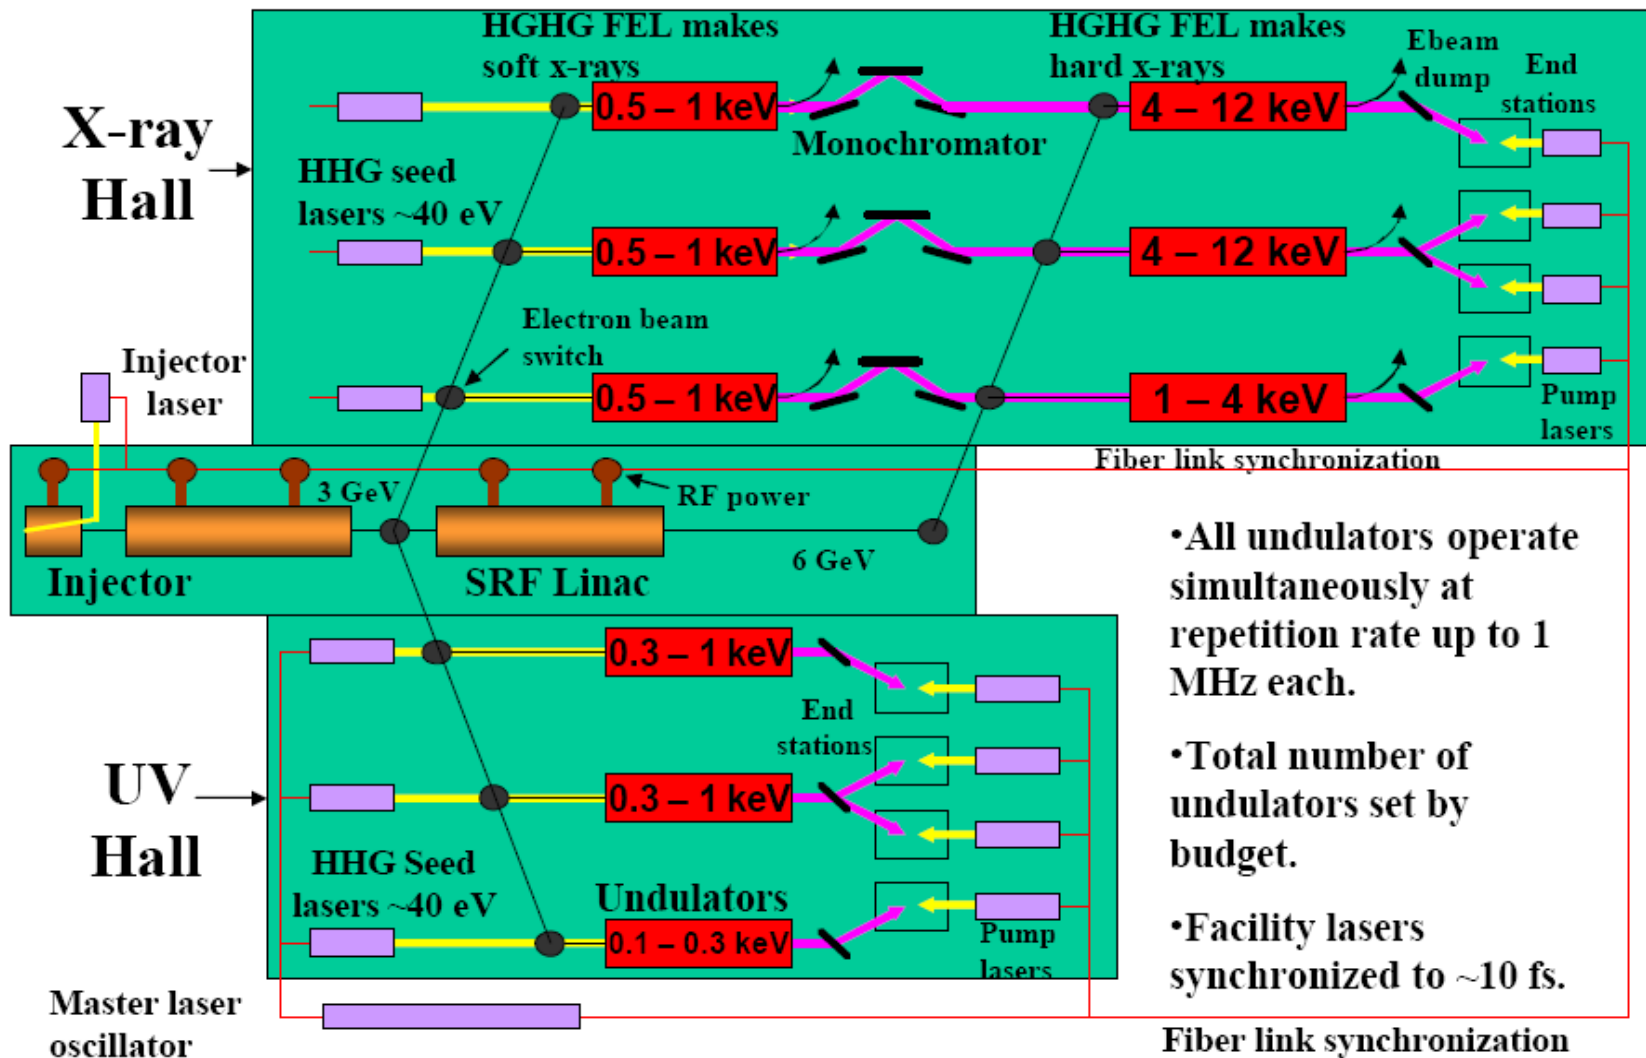 HGHG FEL makes
soft x-rays
HGHG FEL makes
hard x-rays
Ebeam
dump
End
stations
X-ray
Hall
0.5 – 1 keV
4 – 12 keV
Monochromator
HHG seed
lasers ~40 eV
0.5 – 1 keV
4 – 12 keV
Electron beam
switch
Injector
laser
0.5 – 1 keV
1 – 4 keV
Pump
lasers
Fiber link synchronization
3 GeV
RF power
6 GeV
Injector
SRF Linac
•All undulators operate
simultaneously at
repetition rate up to 1
MHz each.
•Total number of
undulators set by
budget.
•Facility lasers
synchronized to ~10 fs.
0.3 – 1 keV
End
stations
UV
Hall
0.3 – 1 keV
HHG Seed
lasers ~40 eV
Undulators
0.1 – 0.3 keV
Pump
lasers
Master laser
oscillator
Fiber link synchronization